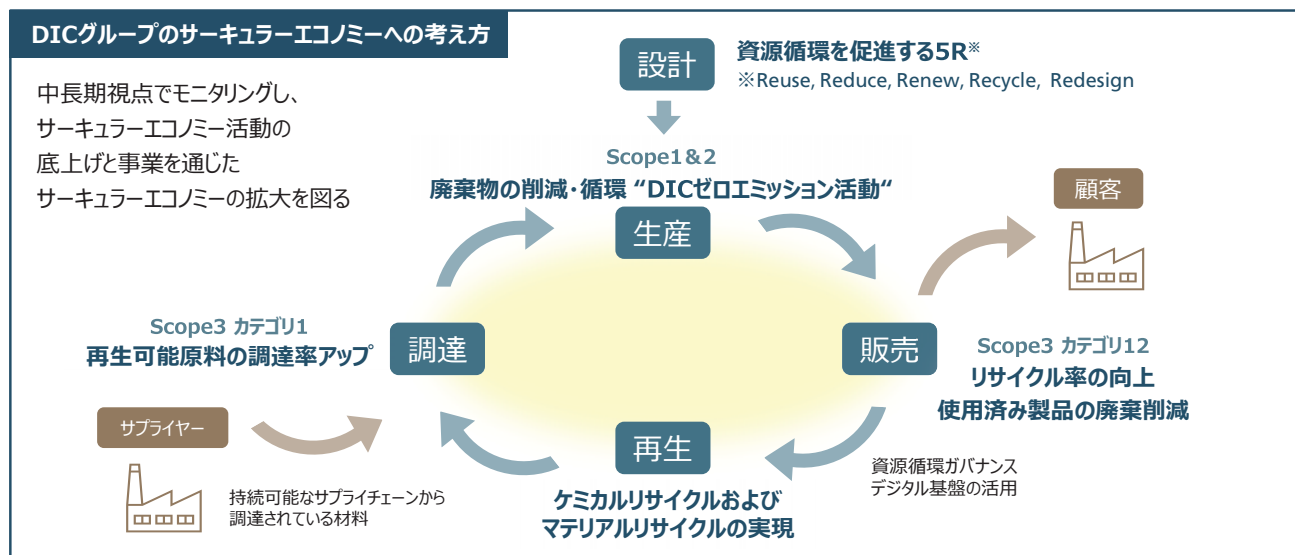 DICグループのサーキュラーエコノミーへの考え方
中長期視点でモニタリングし、
サーキュラーエコノミー活動の
底上げと事業を通じた
サーキュラーエコノミーの拡大を図る
設計
資源循環を促進する5R※
※Reuse, Reduce, Renew, Recycle, Redesign
Scope1&2
廃棄物の削減・循環 “DICゼロエミッション活動“
生産
顧客
Scope3 カテゴリ1
再生可能原料の調達率アップ
調達
販売
Scope3 カテゴリ12
リサイクル率の向上
使用済み製品の廃棄削減
サプライヤー
持続可能なサプライチェーンから
調達されている材料
再生
ケミカルリサイクルおよび
マテリアルリサイクルの実現
資源循環ガバナンス
デジタル基盤の活用